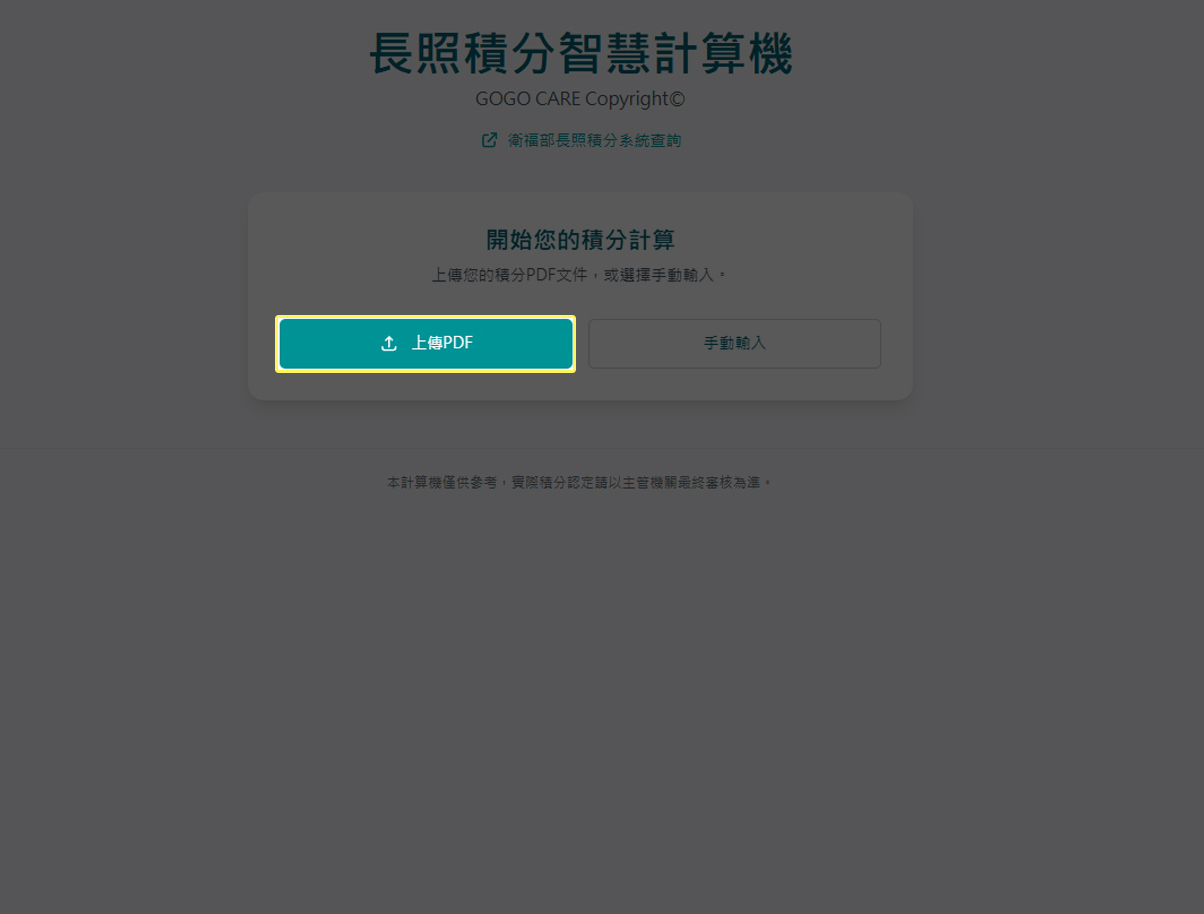 長照積分智慧計算機
GOGO CARE Copyright©
衛福部長照積分系統查詢
開始您的積分計算
上傳您的積分PDF文件，或選擇手動輸入。
上傳PDF
手動輸入
本計算機僅供參考，實際積分認定請以主管機關最終審核為準。